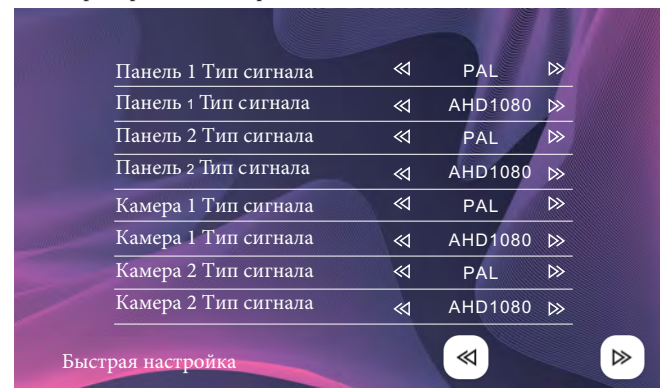 Панель 1 Тип сигнала PAL
Панель 1 Тип сигнала AHD1080
Панель 2 Тип сигнала PAL
Панель 2 Тип сигнала AHD1080
Камера 1 Тип сигнала PAL
Камера 1 Тип сигнала AHD1080
Камера 2 Тип сигнала PAL
Камера 2 Тип сигнала AHD1080
Быстрая настройка